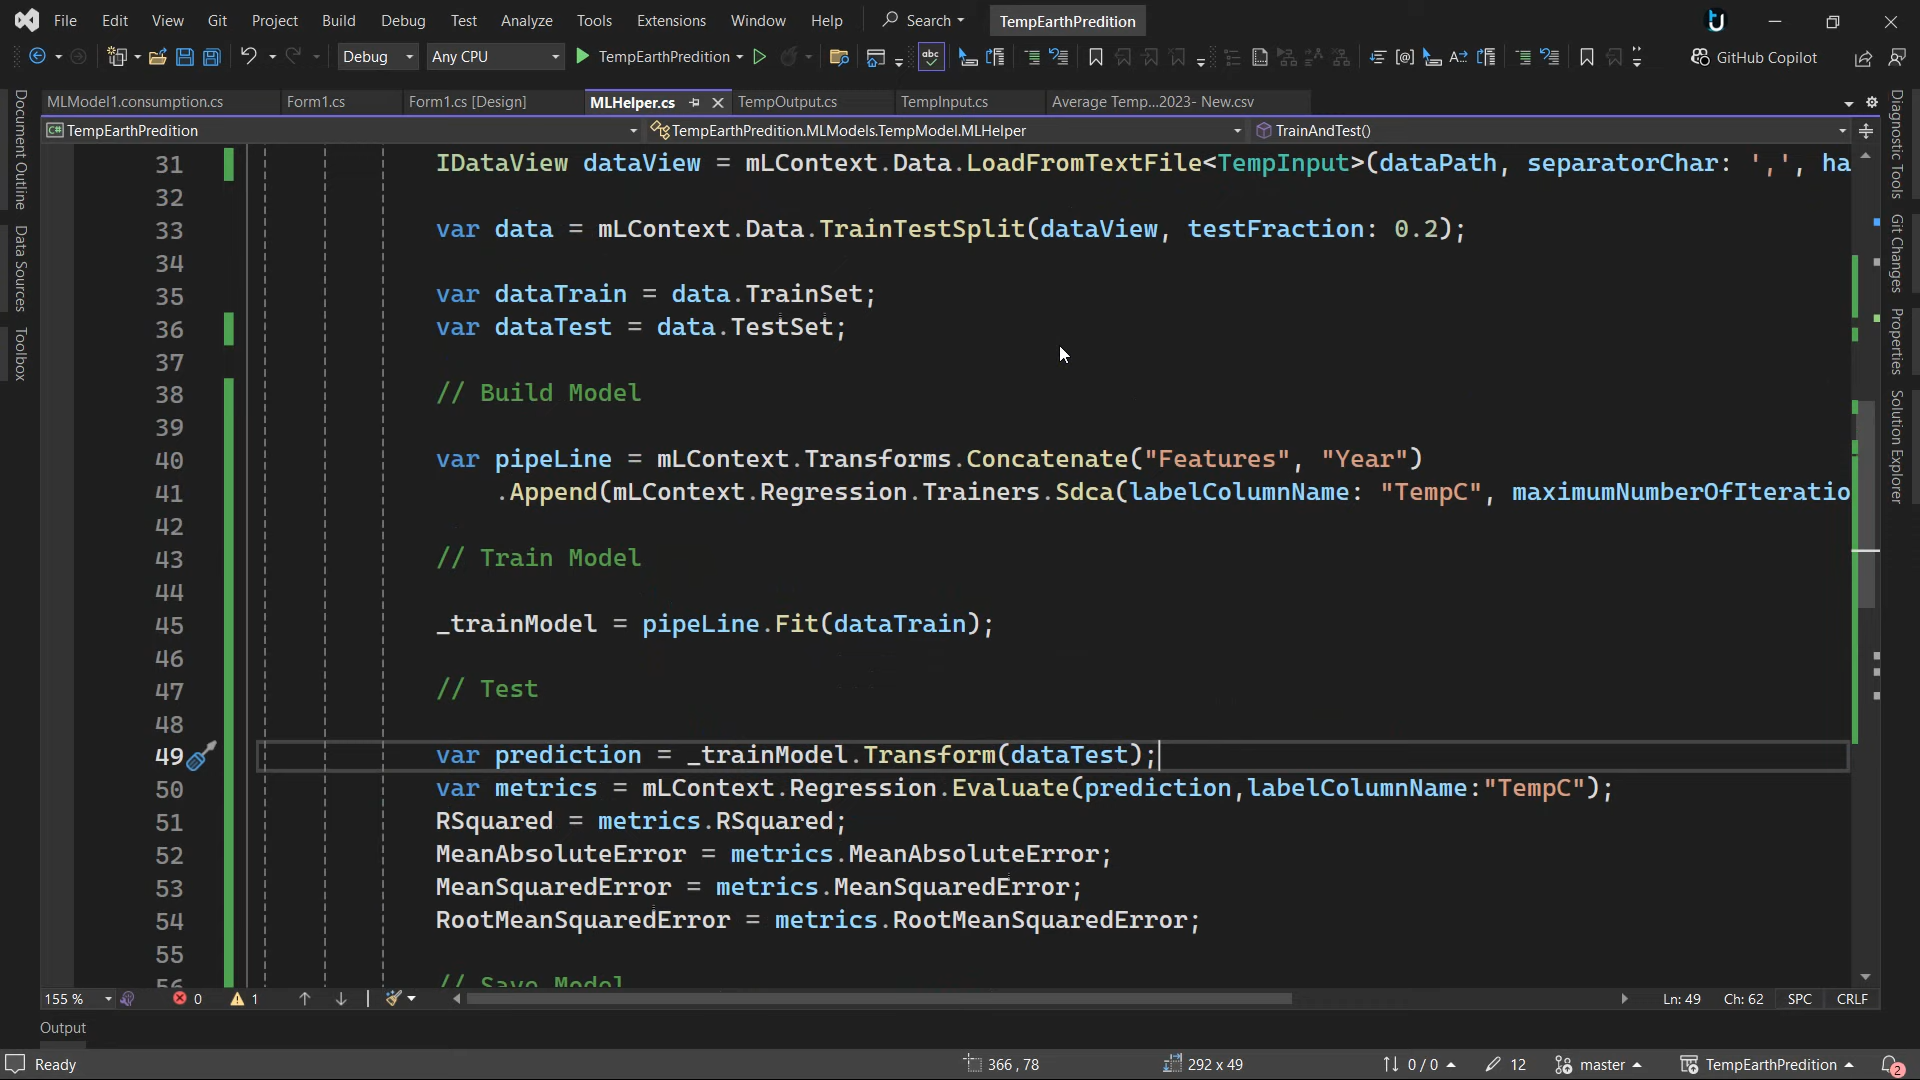 File Edit View Git Project Build Debug Test Analyze Tools Extensions Window Help Search TempEarthPredition
Debug Any CPU TempEarthPredition GitHub Copilot
MLModel1.consumption.cs Form1.cs Form1.cs [Design] MLHelper.cs TempOutput.cs TempInput.cs Average Temp...2023- New.csv
C# TempEarthPredition TempEarthPredition.MLModels.TempModel.MLHelper TrainAndTest()
Document Outline
Data Sources
Toolbox
Diagnostic Tools
Git Changes
Properties
Solution Explorer
31 IDataView dataView = mLContext.Data.LoadFromTextFile<TempInput>(dataPath, separatorChar: ',', ha
32
33 var data = mLContext.Data.TrainTestSplit(dataView, testFraction: 0.2);
34
35 var dataTrain = data.TrainSet;
36 var dataTest = data.TestSet;
37
38 // Build Model
39
40 var pipeLine = mLContext.Transforms.Concatenate("Features", "Year")
41 .Append(mLContext.Regression.Trainers.Sdca(labelColumnName: "TempC", maximumNumberOfIteratio
42
43 // Train Model
44
45 _trainModel = pipeLine.Fit(dataTrain);
46
47 // Test
48
49 var prediction = _trainModel.Transform(dataTest);
50 var metrics = mLContext.Regression.Evaluate(prediction,labelColumnName:"TempC");
51 RSquared = metrics.RSquared;
52 MeanAbsoluteError = metrics.MeanAbsoluteError;
53 MeanSquaredError = metrics.MeanSquaredError;
54 RootMeanSquaredError = metrics.RootMeanSquaredError;
55
56 // Save Model
155 % 0 1 Ln: 49 Ch: 62 SPC CRLF
Output
Ready 366 , 78 292 x 49 0 / 0 12 master TempEarthPredition 2